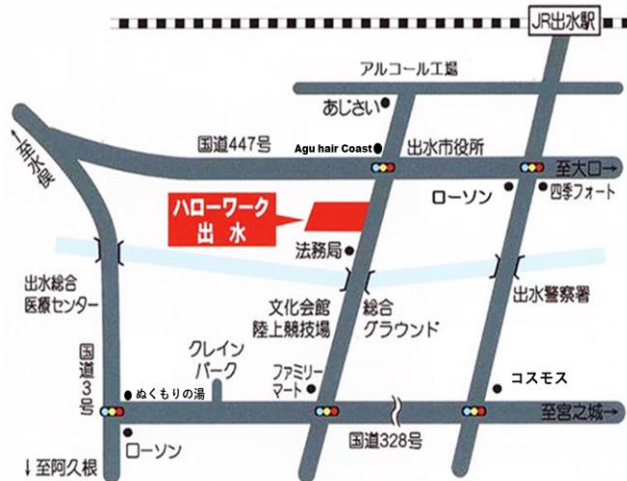 JR出水駅
アルコール工場
あじさい
Agu hair Coast
出水市役所
国道447号
至大口→
←至水俣
ローソン
四季フォート
ハローワーク
出水
法務局
出水総合
医療センター
文化会館
陸上競技場
総合
グラウンド
出水警察署
国道3号
クレイン
パーク
ファミリー
マート
コスモス
ぬくもりの湯
至宮之城→
国道328号
ローソン
↓至阿久根